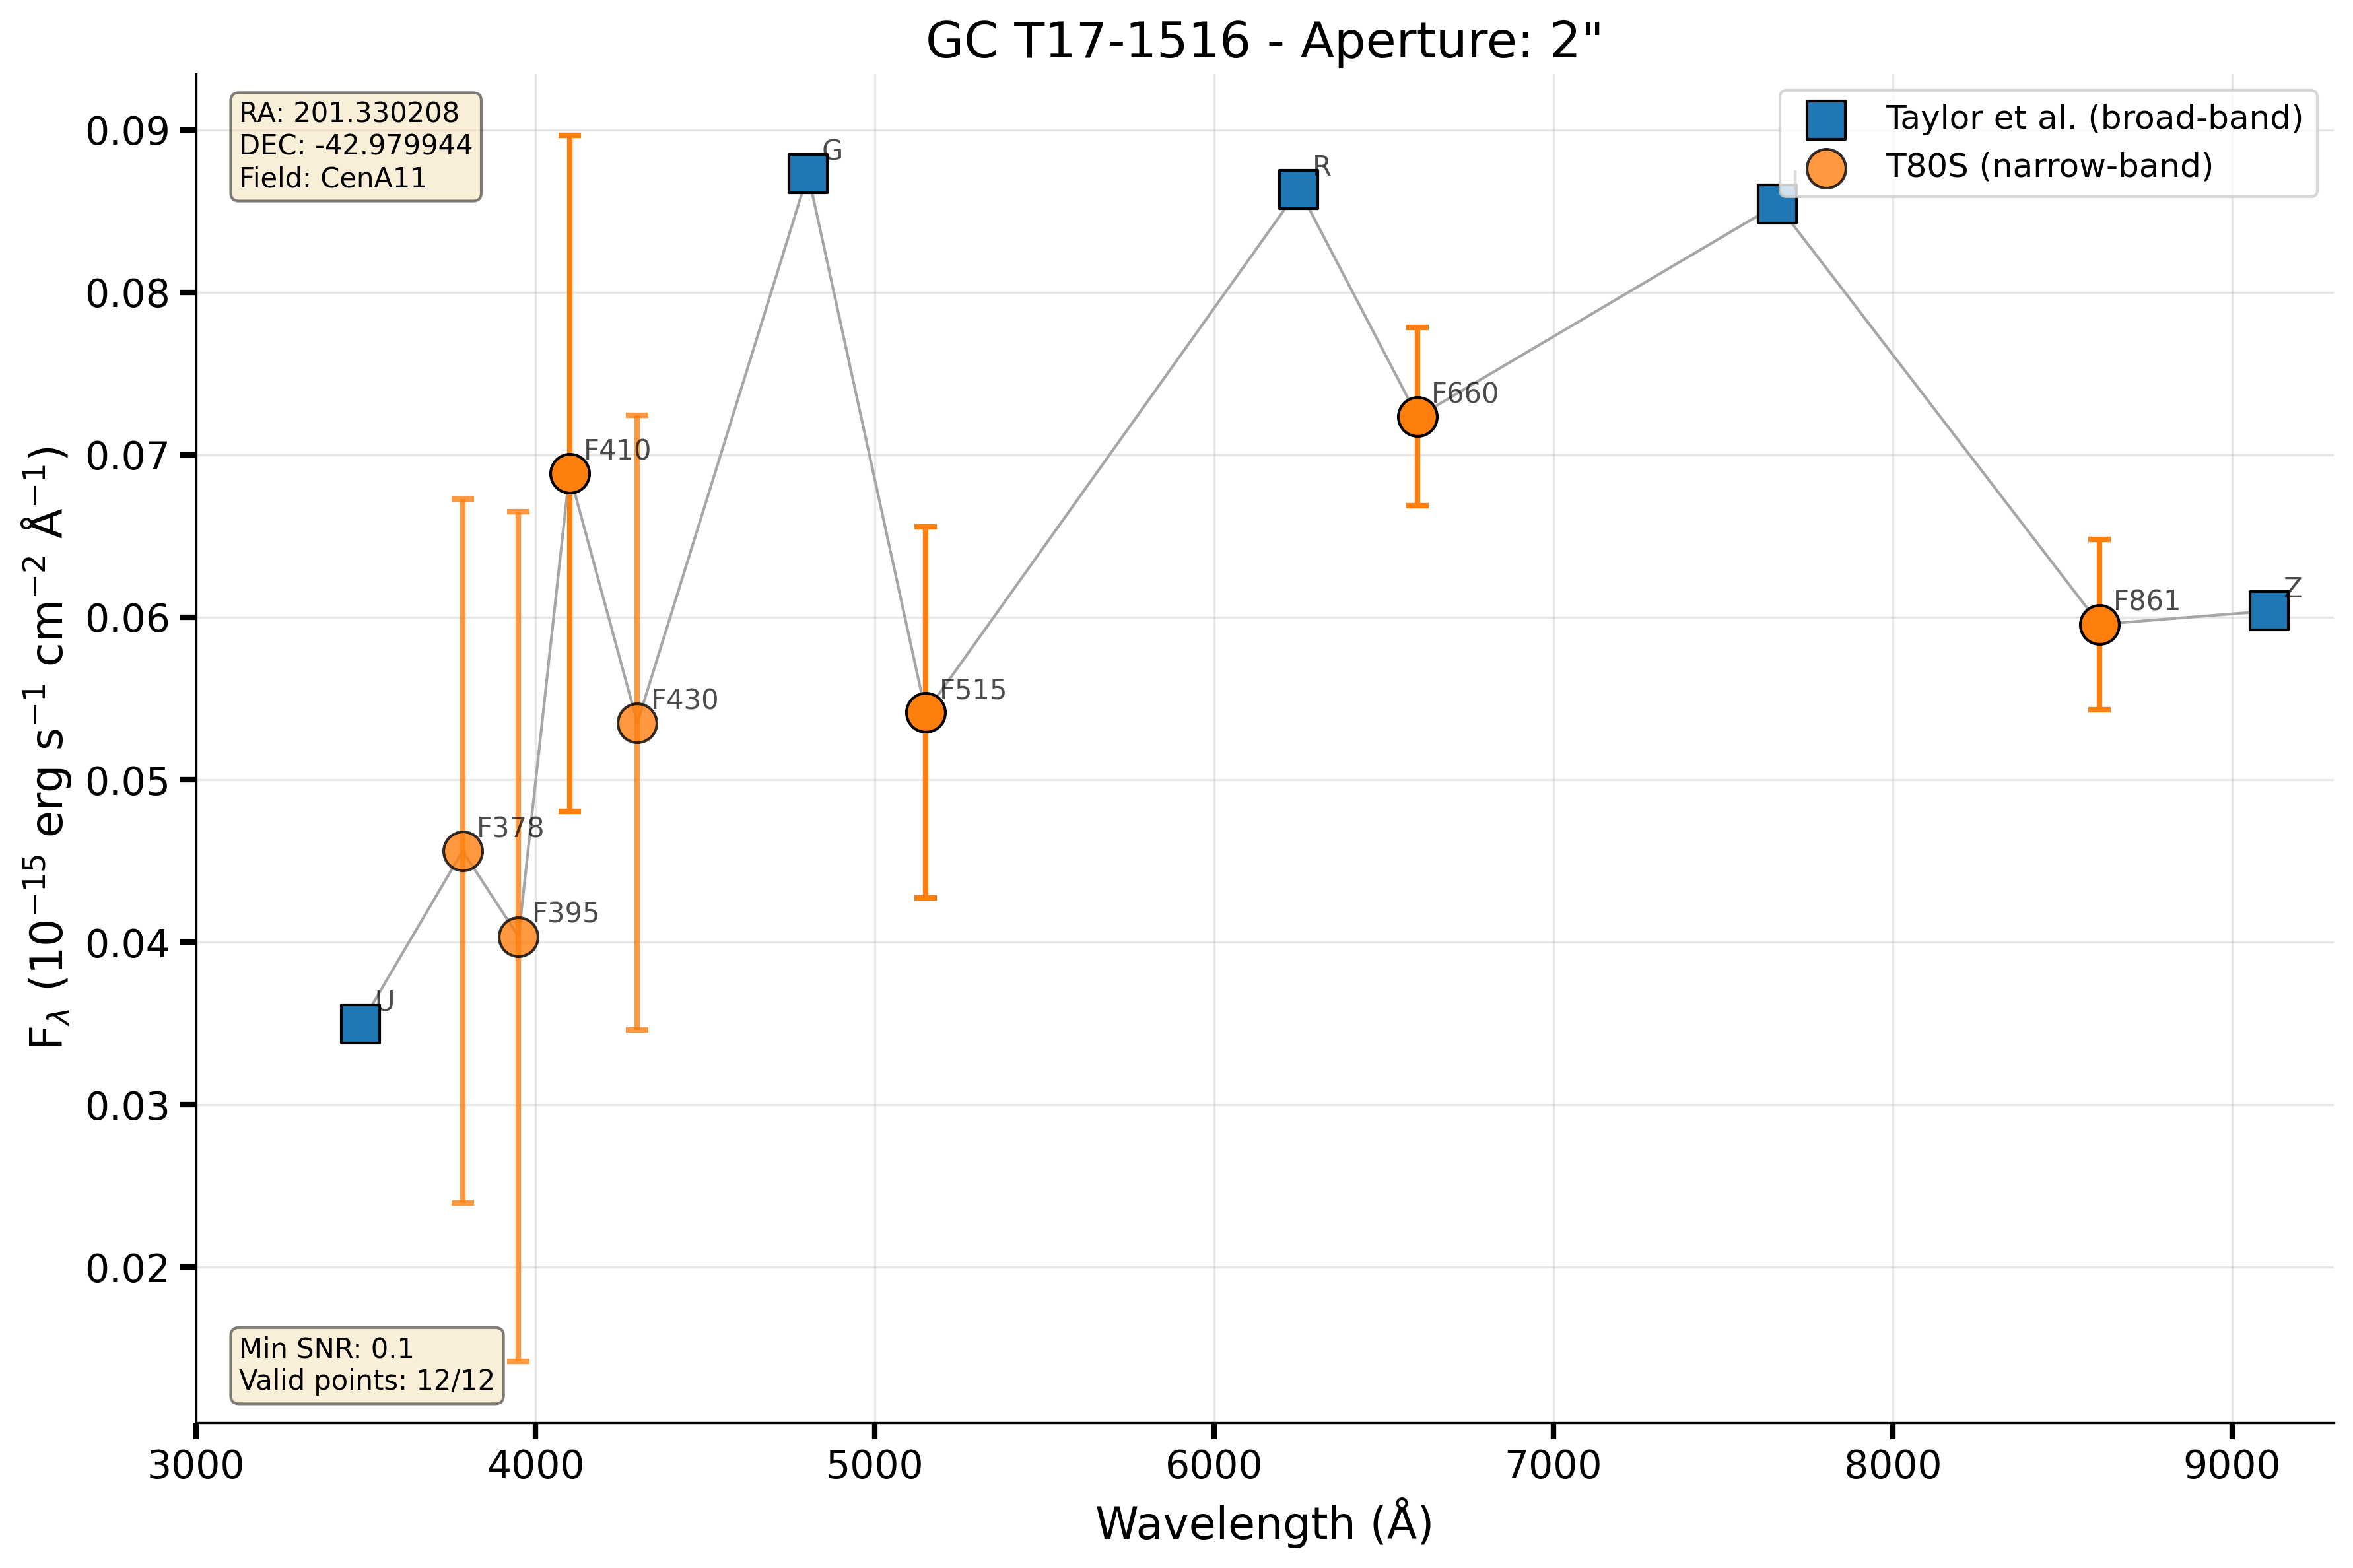 GC T17-1516 - Aperture: 2"
RA: 201.330208
DEC: -42.979944
Field: CenA11
Taylor et al. (broad-band)
T80S (narrow-band)
G
R
F660
F410
F430
F515
F861
Z
F378
F395
U
Min SNR: 0.1
Valid points: 12/12
0.09
0.08
0.07
0.06
0.05
0.04
0.03
0.02
F$_{λ}$ (10$^{−15}$ erg s$^{−1}$ cm$^{−2}$ Å$^{−1}$)
3000 4000 5000 6000 7000 8000 9000
Wavelength (Å)